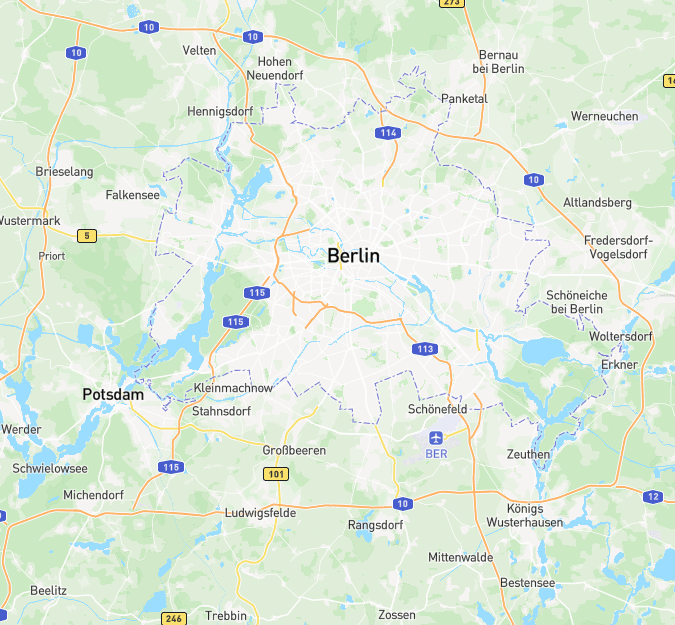 273
10
10
10
Velten
Hohen
Neuendorf
Bernau
bei Berlin
Panketal
Hennigsdorf
Werneuchen
114
Brieselang
10
Falkensee
Altlandsberg
Wustermark
5
Fredersdorf-
Vogelsdorf
Priort
Berlin
115
Schöneiche
bei Berlin
115
Woltersdorf
113
Erkner
Potsdam
Kleinmachnow
Stahnsdorf
Schönefeld
Werder
BER
Großbeeren
Zeuthen
Schwielowsee
115
101
Michendorf
12
10
Ludwigsfelde
Königs
Wusterhausen
Rangsdorf
Mittenwalde
Bestensee
Beelitz
246
Trebbin
Zossen